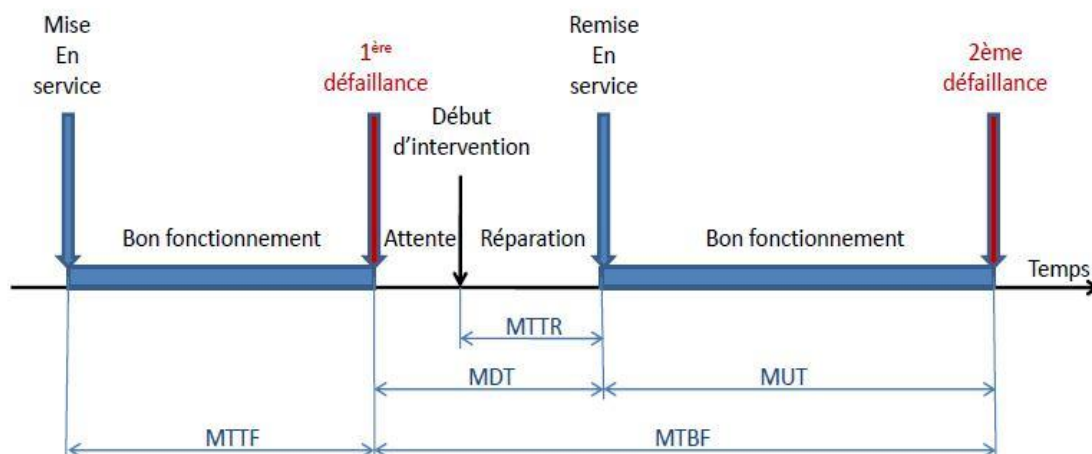 Mise
En
service
1ère
défaillance
Début
d'intervention
Remise
En
service
2ème
défaillance
Bon fonctionnement
Attente
Réparation
Bon fonctionnement
Temps
MTTR
MDT
MUT
MTTF
MTBF